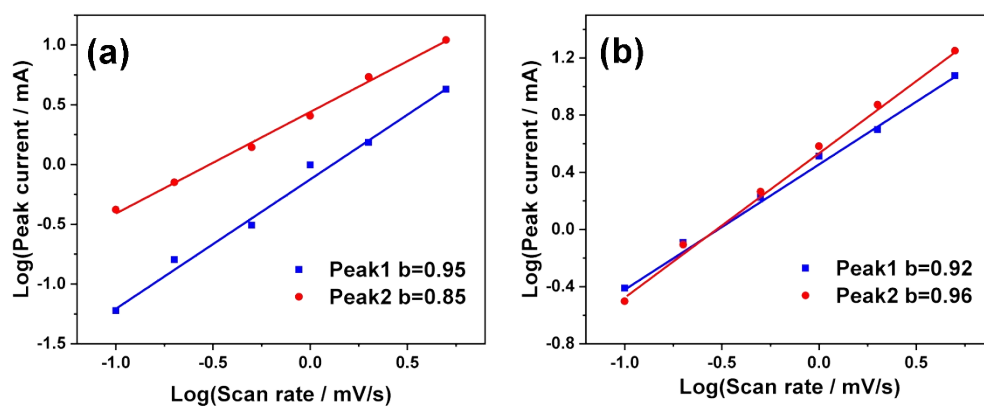 (a)
Log(Peak current / mA)
1.0
0.5
0.0
-0.5
-1.0
-1.5
Peak1 b=0.95
Peak2 b=0.85
-1.0 -0.5 0.0 0.5
Log(Scan rate / mV/s)
(b)
Log(Peak current / mA)
1.2
0.8
0.4
0.0
-0.4
-0.8
Peak1 b=0.92
Peak2 b=0.96
-1.0 -0.5 0.0 0.5
Log(Scan rate / mV/s)